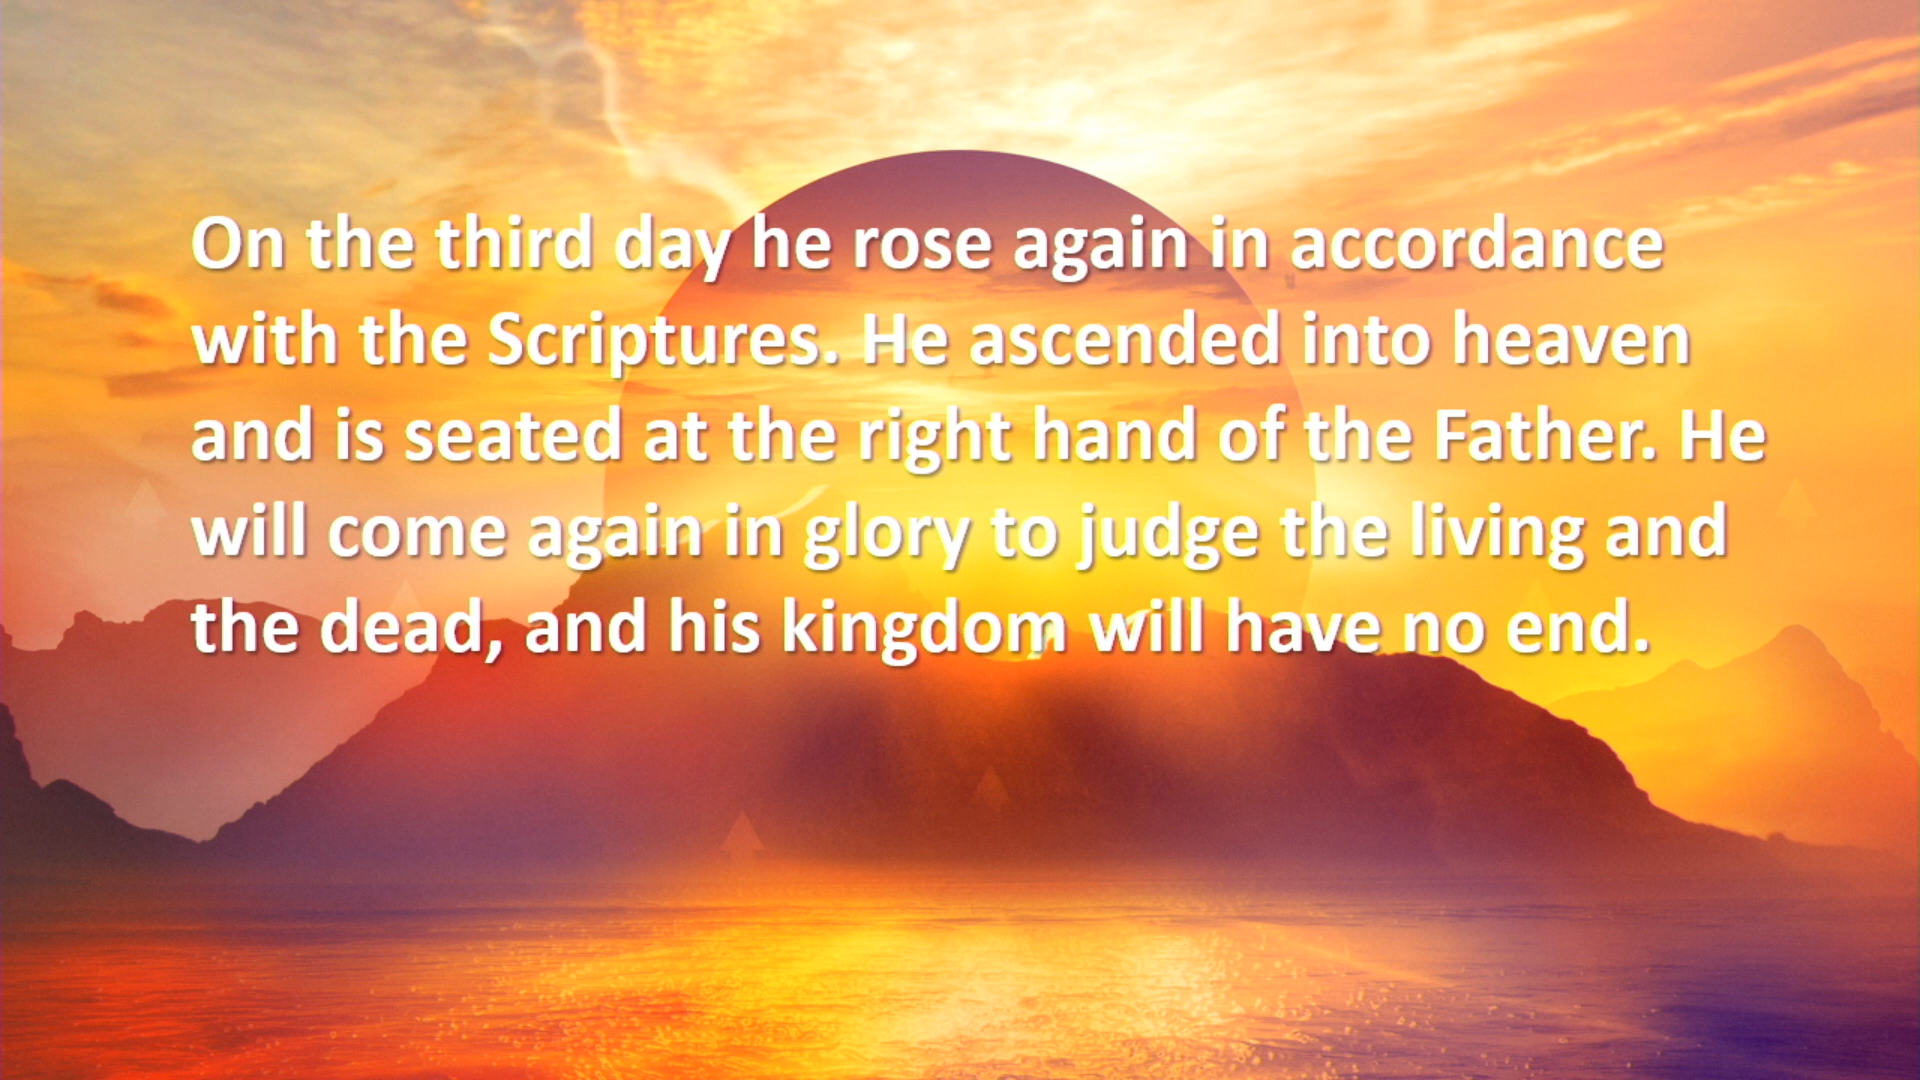 On the third day he rose again in accordance
with the Scriptures. He ascended into heaven
and is seated at the right hand of the Father. He
will come again in glory to judge the living and
the dead, and his kingdom will have no end.